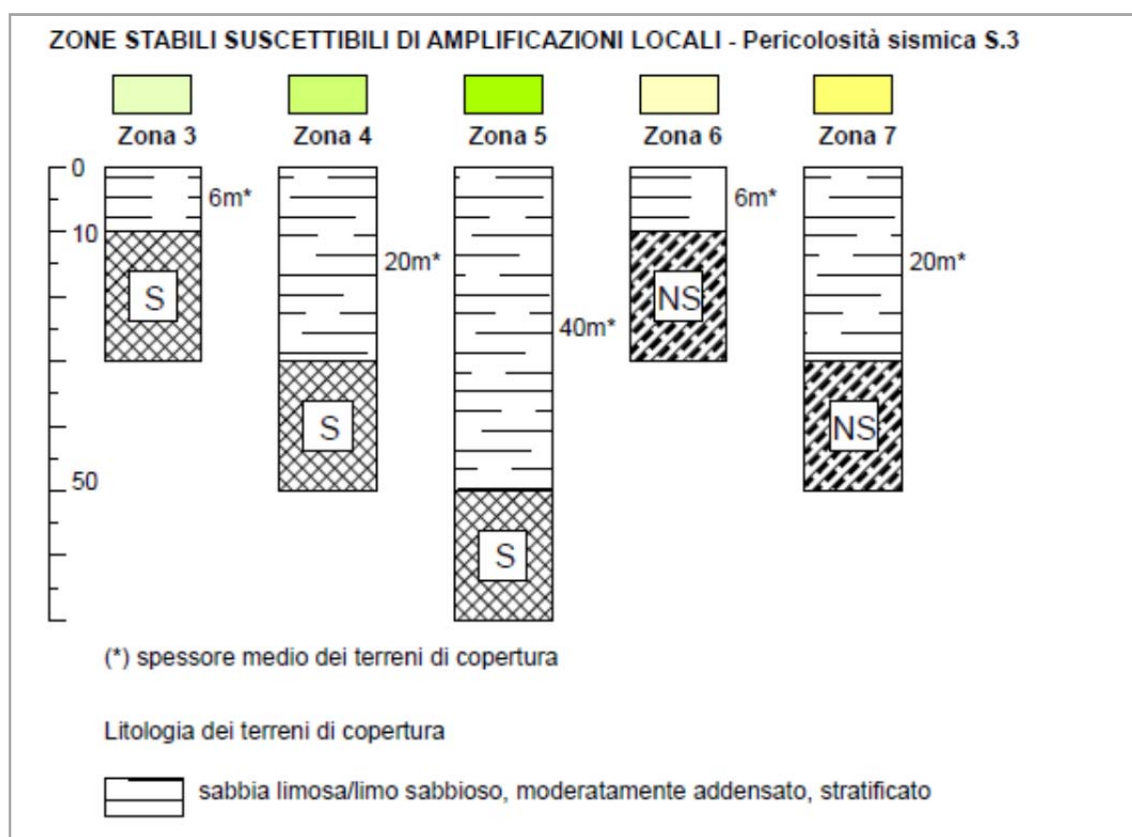 ZONE STABILI SUSCETTIBILI DI AMPLIFICAZIONI LOCALI - Pericolosità sismica S.3
Zona 3 Zona 4 Zona 5 Zona 6 Zona 7
0
6m* 6m*
10
20m* 20m*
S NS
40m*
S NS
50
S
(*) spessore medio dei terreni di copertura
Litologia dei terreni di copertura
sabbia limosa/limo sabbioso, moderatamente addensato, stratificato